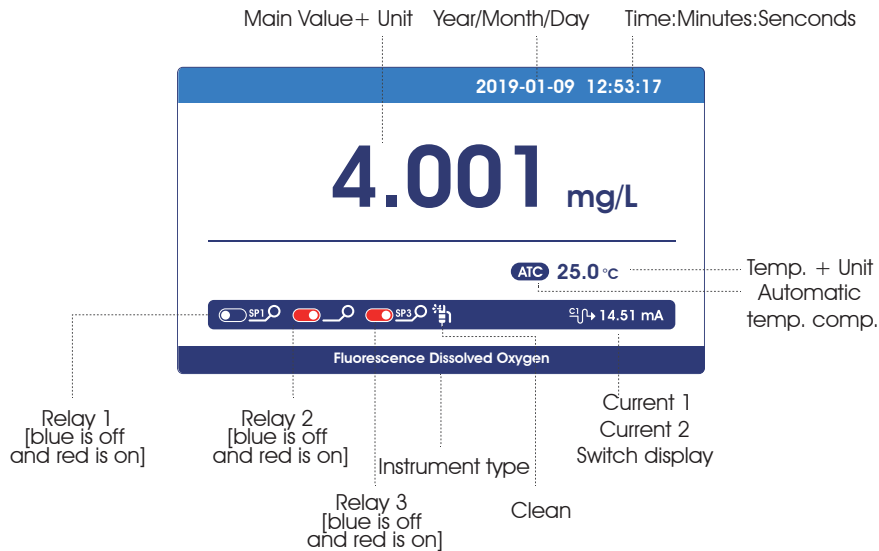 Main Value+ Unit Year/Month/Day Time:Minutes:Senconds
2019-01-09 12:53:17
4.001 mg/L
ATC 25.0 °C
Temp. + Unit
Automatic
temp. comp.
SP1 SP3 C1 14.51 mA
Fluorescence Dissolved Oxygen
Relay 1
[blue is off
and red is on]
Relay 2
[blue is off
and red is on]
Instrument type
Relay 3
[blue is off
and red is on]
Clean
Current 1
Current 2
Switch display